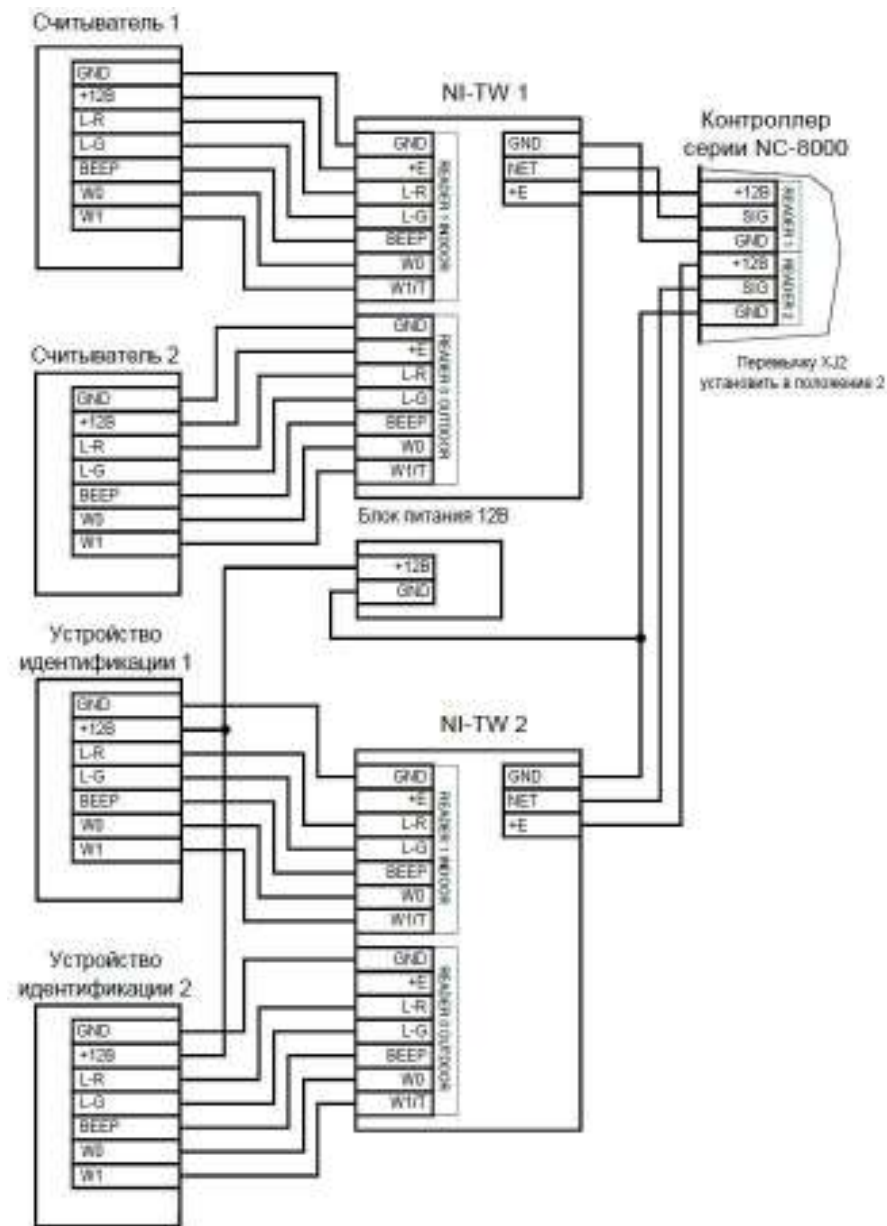 Считыватель 1
GND
+12В
L-R
L-G
BEEP
W0
W1
NI-TW 1
GND
+E
L-R
L-G
BEEP
W0
W1/T
READER 1 INDOOR
GND
+E
L-R
L-G
BEEP
W0
W1/T
READER 2 OUTDOOR
GND
NET
+E
Контроллер
серии NC-8000
+12В
SIG
GND
READER 1
+12В
SIG
GND
READER 2
Перемычку XJ2
установить в положение 2
Считыватель 2
GND
+12В
L-R
L-G
BEEP
W0
W1
Блок питания 12В
+12В
GND
Устройство
идентификации 1
GND
+12В
L-R
L-G
BEEP
W0
W1
NI-TW 2
GND
+E
L-R
L-G
BEEP
W0
W1/T
READER 1 INDOOR
GND
+E
L-R
L-G
BEEP
W0
W1/T
READER 2 OUTDOOR
GND
NET
+E
Устройство
идентификации 2
GND
+12В
L-R
L-G
BEEP
W0
W1